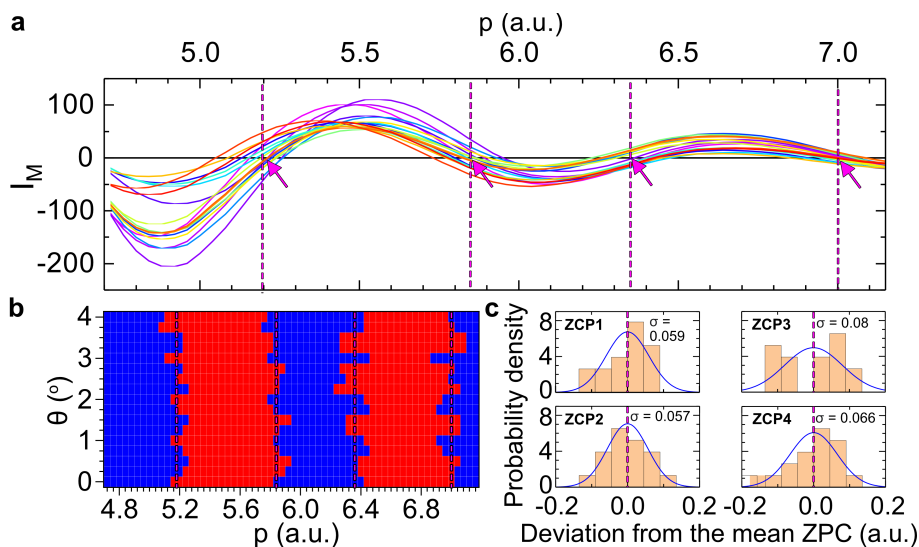 a
p (a.u.)
5.0 5.5 6.0 6.5 7.0
I_M
100
0
-100
-200
b
θ (°)
4
3
2
1
0
4.8 5.2 5.6 6.0 6.4 6.8
p (a.u.)
c
Probability density
8
4
0
ZCP1 σ = 0.059
ZCP3 σ = 0.08
8
4
0
ZCP2 σ = 0.057
ZCP4 σ = 0.066
-0.2 0.0 0.2 0.0 0.2
Deviation from the mean ZPC (a.u.)